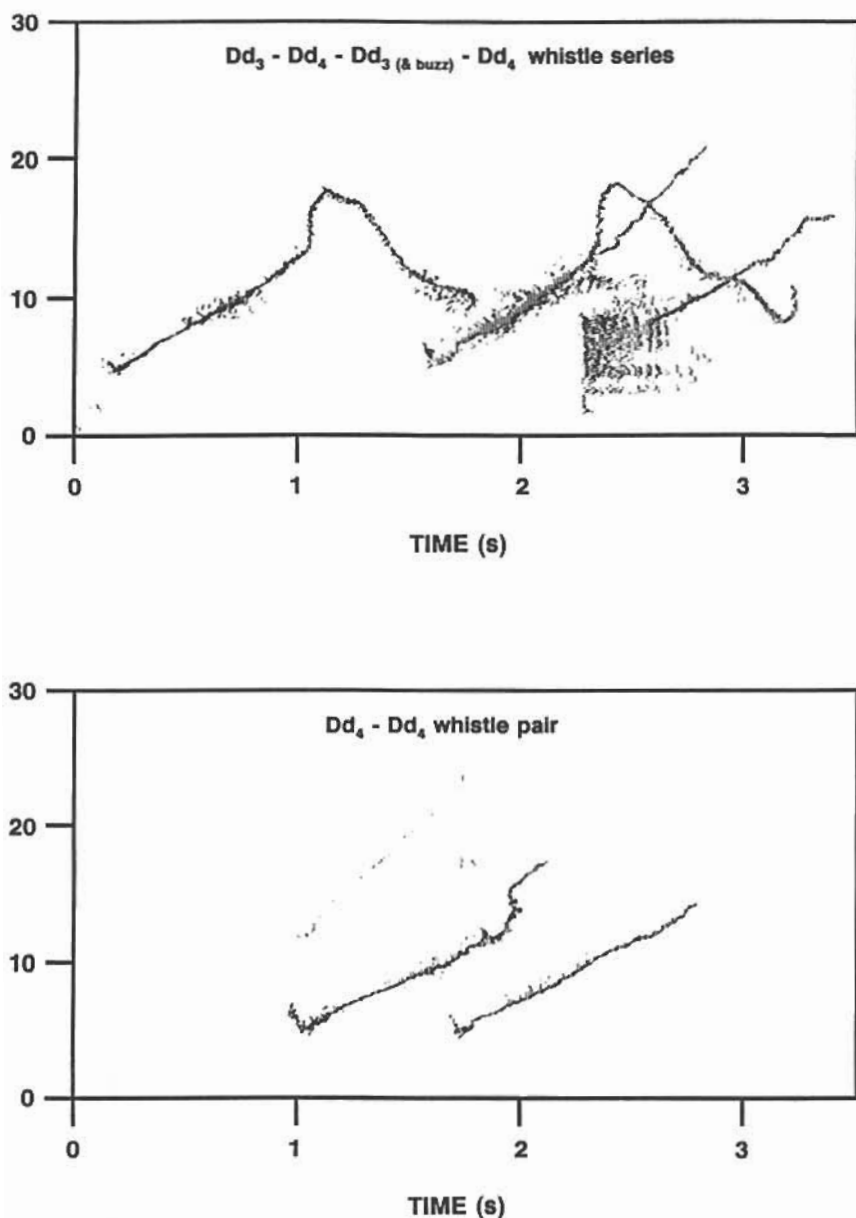 30
Dd₃ - Dd₄ - Dd₃ (& buzz) - Dd₄ whistle series
20
10
0
0 1 2 3
TIME (s)
30
Dd₄ - Dd₄ whistle pair
20
10
0
0 1 2 3
TIME (s)